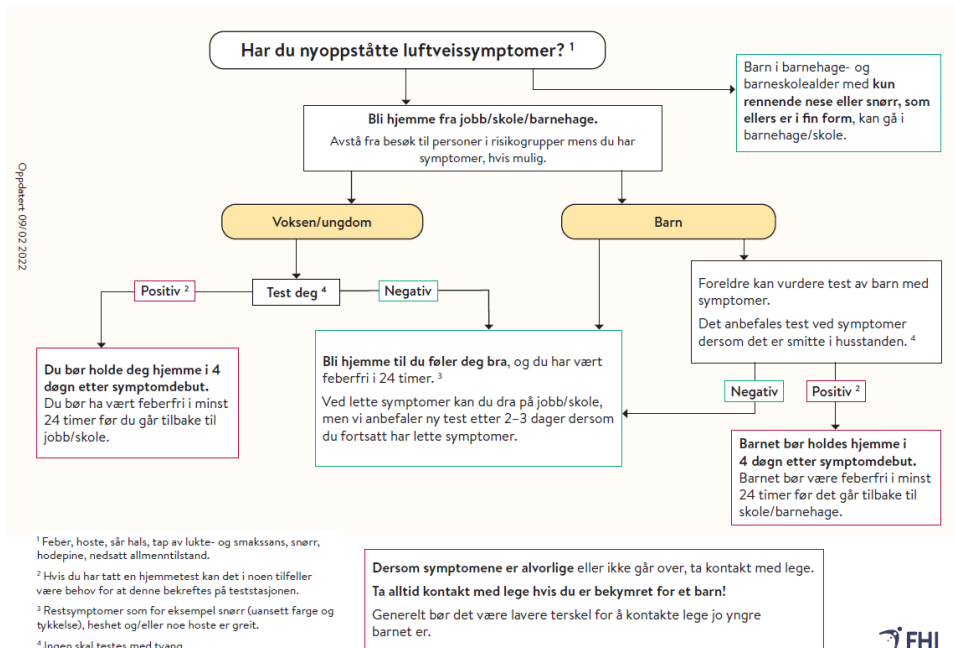 Har du nyoppståtte luftveissymptomer? ¹
Barn i barnehage- og
barneskolealder med kun
rennende nese eller snørr, som
ellers er i fin form, kan gå i
barnehage/skole.
Bli hjemme fra jobb/skole/barnehage.
Avstå fra besøk til personer i risikogrupper mens du har
symptomer, hvis mulig.
Oppdatert 09/02 2022
Voksen/ungdom
Barn
Positiv ²
Test deg ⁴
Negativ
Foreldre kan vurdere test av barn med
symptomer.
Det anbefales test ved symptomer
dersom det er smitte i husstanden. ⁴
Du bør holde deg hjemme i 4
døgn etter symptomdebut.
Du bør ha vært feberfri i minst
24 timer før du går tilbake til
jobb/skole.
Bli hjemme til du føler deg bra, og du har vært
feberfri i 24 timer. ³
Ved lette symptomer kan du dra på jobb/skole,
men vi anbefaler ny test etter 2–3 dager dersom
du fortsatt har lette symptomer.
Negativ
Positiv ²
Barnet bør holdes hjemme i
4 døgn etter symptomdebut.
Barnet bør være feberfri i minst
24 timer før det går tilbake til
skole/barnehage.
¹ Feber, hoste, sår hals, tap av lukte- og smakssans, snørr,
hodepine, nedsatt allmenntilstand.
² Hvis du har tatt en hjemmetest kan det i noen tilfeller
være behov for at denne bekreftes på teststasjonen.
³ Restsymptomer som for eksempel snørr (uansett farge og
tykkelse), heshet og/eller noe hoste er greit.
⁴ Ingen skal testes med tvang
Dersom symptomene er alvorlige eller ikke går over, ta kontakt med lege.
Ta alltid kontakt med lege hvis du er bekymret for et barn!
Generelt bør det være lavere terskel for å kontakte lege jo yngre
barnet er.
FHI